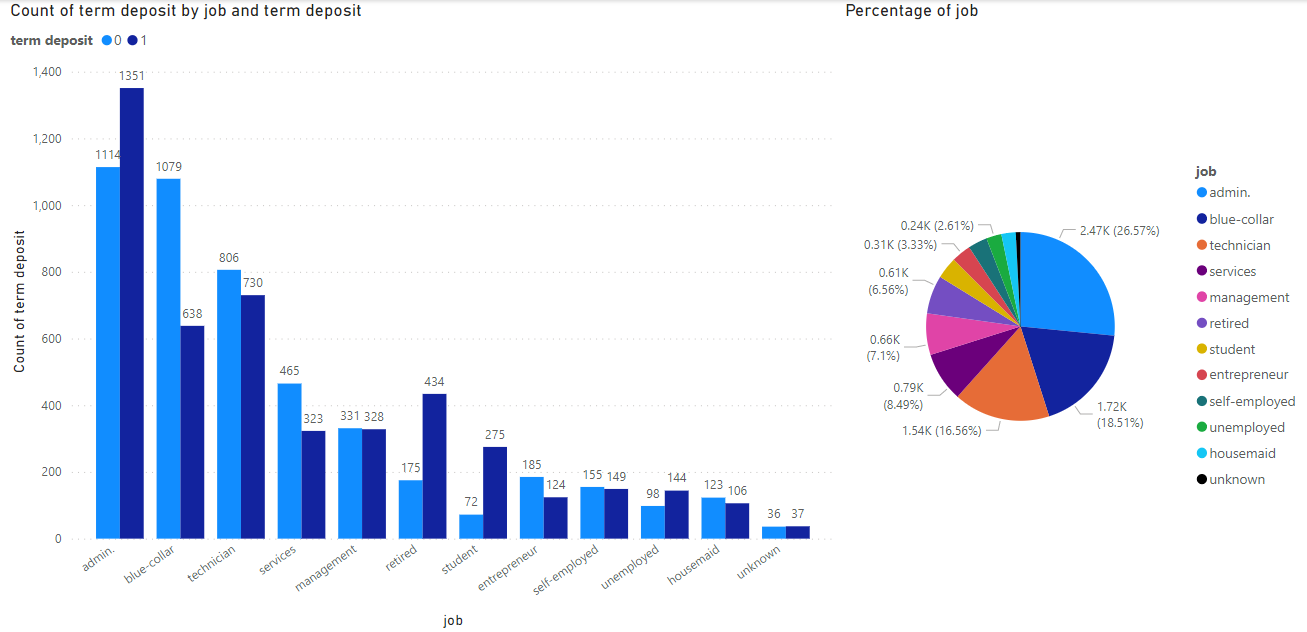 Count of term deposit by job and term deposit
term deposit 0 1
Count of term deposit
1,400
1,200
1,000
800
600
400
200
0
1114 1351
1079 638
806 730
465 323
331 328
175 434
72 275
185 124
155 149
98 144
123 106
36 37
admin.
blue-collar
technician
services
management
retired
student
entrepreneur
self-employed
unemployed
housemaid
unknown
job
Percentage of job
2.47K (26.57%)
1.72K
(18.51%)
1.54K (16.56%)
0.79K
(8.49%)
0.66K
(7.1%)
0.61K
(6.56%)
0.31K (3.33%)
0.24K (2.61%)
job
admin.
blue-collar
technician
services
management
retired
student
entrepreneur
self-employed
unemployed
housemaid
unknown